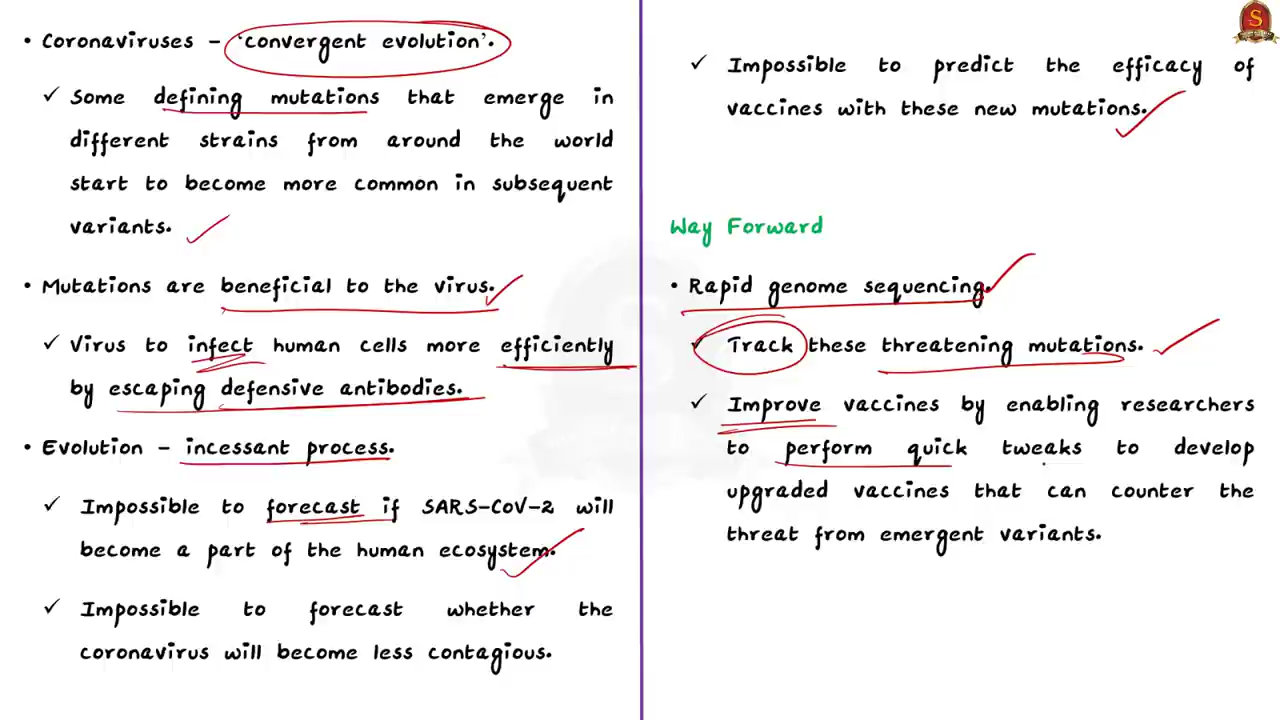 • Coronaviruses – 'convergent evolution'.
✓ Some defining mutations that emerge in
different strains from around the world
start to become more common in subsequent
variants.
• Mutations are beneficial to the virus.
✓ Virus to infect human cells more efficiently
by escaping defensive antibodies.
• Evolution – incessant process.
✓ Impossible to forecast if SARS-CoV-2 will
become a part of the human ecosystem.
✓ Impossible to forecast whether the
coronavirus will become less contagious.
✓ Impossible to predict the efficacy of
vaccines with these new mutations.
Way Forward
• Rapid genome sequencing.
✓ Track these threatening mutations.
✓ Improve vaccines by enabling researchers
to perform quick tweaks to develop
upgraded vaccines that can counter the
threat from emergent variants.
S